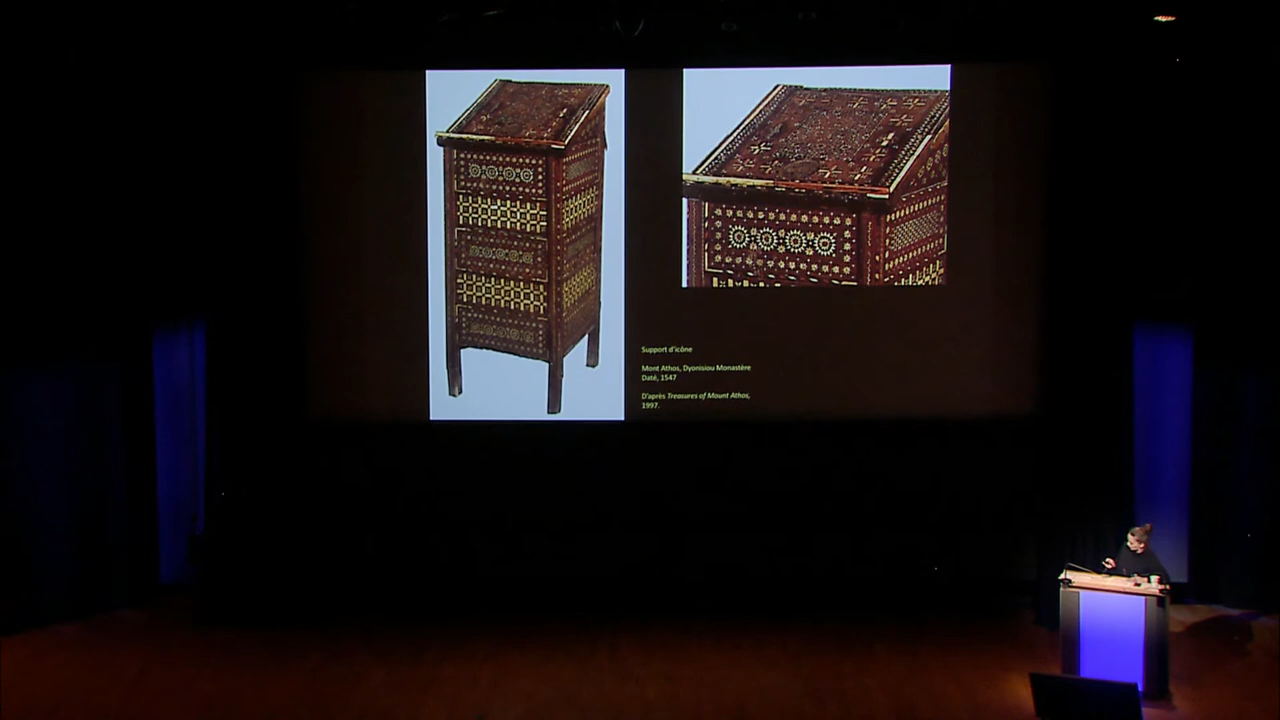 Support d'icône
Mont Athos, Dyonisiou Monastère
Daté, 1547
D'après Treasures of Mount Athos,
1997.